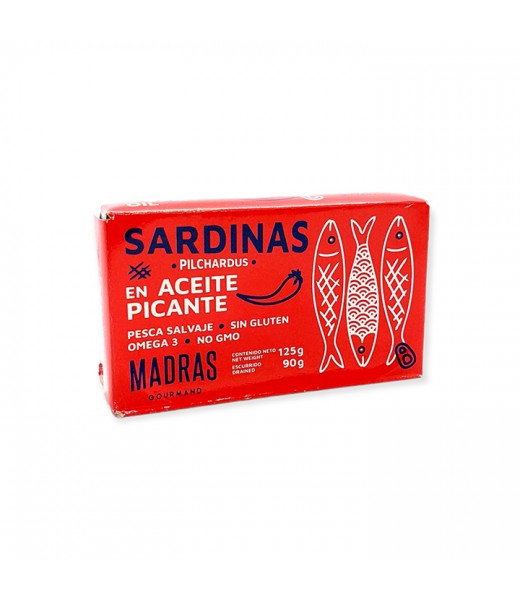 SARDINAS
• PILCHARDUS •
EN ACEITE
PICANTE
PESCA SALVAJE • SIN GLUTEN
OMEGA 3 • NO GMO
MADRAS
GOURMAND
CONTENIDO NETO 125g
NET WEIGHT
ESCURRIDO 90g
DRAINED